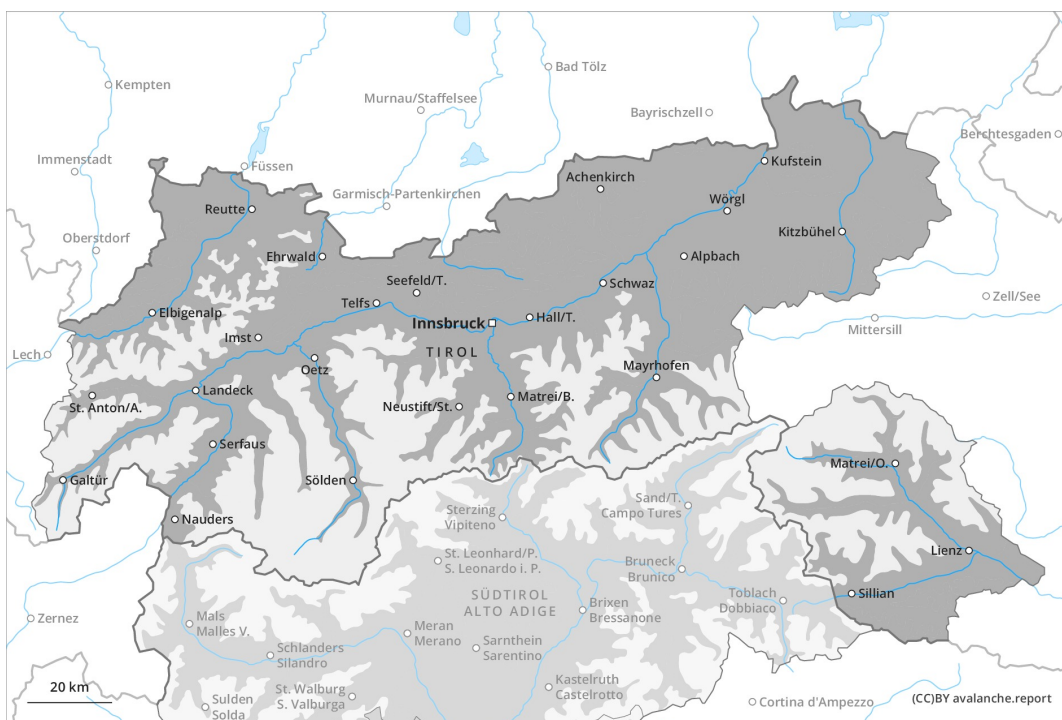 Kempten
Bad Tölz
Murnau/Staffelsee
Bayrischzell
Berchtesgaden
Immenstadt
Füssen
Kufstein
Achenkirch
Garmisch-Partenkirchen
Wörgl
Reutte
Kitzbühel
Oberstdorf
Ehrwald
Alpbach
Seefeld/T.
Schwaz
Zell/See
Telfs
Elbigenalp
Innsbruck
Hall/T.
Mittersill
Imst
TIROL
Lech
Oetz
Mayrhofen
Landeck
St. Anton/A.
Neustift/St.
Matrei/B.
Serfaus
Matrei/O.
Galtür
Sölden
Sand/T.
Campo Tures
Sterzing
Vipiteno
Nauders
Lienz
St. Leonhard/P.
S. Leonardo i. P.
Bruneck
Brunico
SÜDTIROL
ALTO ADIGE
Toblach
Dobbiaco
Sillian
Brixen
Bressanone
Zernez
Mals
Malles V.
Meran
Merano
Sarnthein
Sarentino
Schlanders
Silandro
Kastelruth
Castelrotto
20 km
St. Walburg
S. Valburga
Sulden
Solda
Cortina d'Ampezzo
(CC)BY avalanche.report